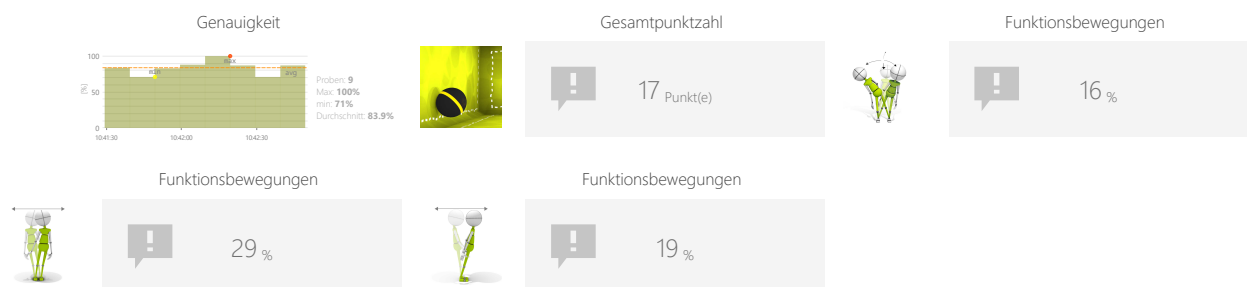 Genauigkeit
100
50
0
(%)
min
max
avg
10:41:30
10:42:00
10:42:30
Proben: 9
Max: 100%
min: 71%
Durchschnitt: 83.9%
Gesamtpunktzahl
17 Punkt(e)
Funktionsbewegungen
16 %
Funktionsbewegungen
29 %
Funktionsbewegungen
19 %